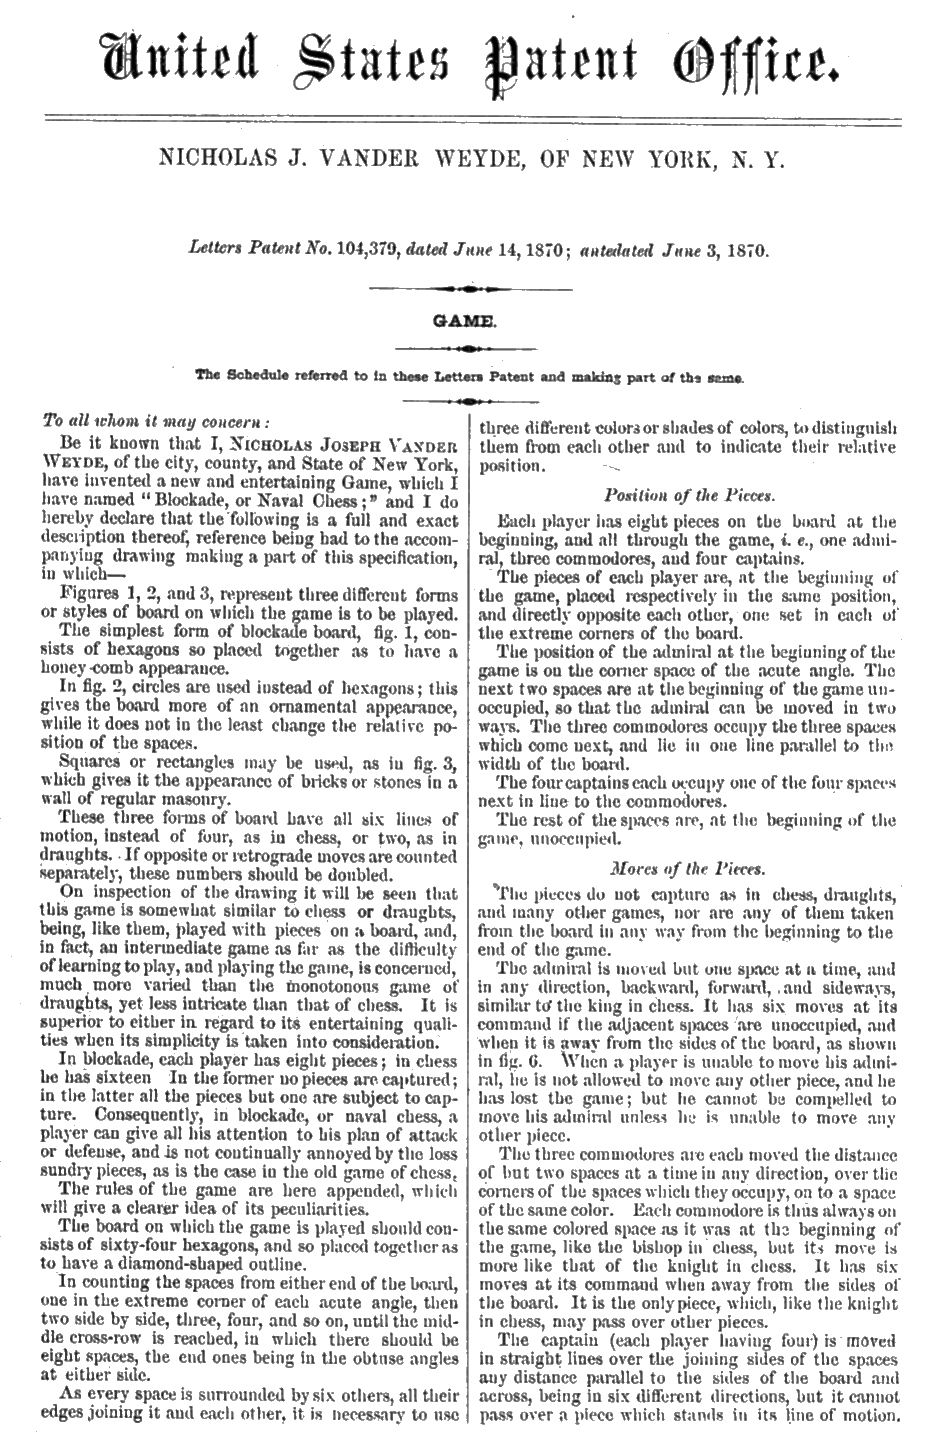 United States Patent Office.
NICHOLAS J. VANDER WEYDE, OF NEW YORK, N. Y.
Letters Patent No. 104,379, dated June 14, 1870; antedated June 3, 1870.
GAME.
The Schedule referred to in these Letters Patent and making part of the same.
To all whom it may concern:
Be it known that I, NICHOLAS JOSEPH VANDER
WEYDE, of the city, county, and State of New York,
have invented a new and entertaining Game, which I
have named "Blockade, or Naval Chess;" and I do
hereby declare that the following is a full and exact
description thereof, reference being had to the accom-
panying drawing making a part of this specification,
in which—
Figures 1, 2, and 3, represent three different forms
or styles of board on which the game is to be played.
The simplest form of blockade board, fig. 1, con-
sists of hexagons so placed together as to have a
honey-comb appearance.
In fig. 2, circles are used instead of hexagons; this
gives the board more of an ornamental appearance,
while it does not in the least change the relative po-
sition of the spaces.
Squares or rectangles may be used, as in fig. 3,
which gives it the appearance of bricks or stones in a
wall of regular masonry.
These three forms of board have all six lines of
motion, instead of four, as in chess, or two, as in
draughts. If opposite or retrograde moves are counted
separately, these numbers should be doubled.
On inspection of the drawing it will be seen that
this game is somewhat similar to chess or draughts,
being, like them, played with pieces on a board, and,
in fact, an intermediate game as far as the difficulty
of learning to play, and playing the game, is concerned,
much more varied than the monotonous game of
draughts, yet less intricate than that of chess. It is
superior to either in regard to its entertaining quali-
ties when its simplicity is taken into consideration.
In blockade, each player has eight pieces; in chess
he has sixteen In the former no pieces are captured;
in the latter all the pieces but one are subject to cap-
ture. Consequently, in blockade, or naval chess, a
player can give all his attention to his plan of attack
or defense, and is not continually annoyed by the loss
sundry pieces, as is the case in the old game of chess.
The rules of the game are here appended, which
will give a clearer idea of its peculiarities.
The board on which the game is played should con-
sists of sixty-four hexagons, and so placed together as
to have a diamond-shaped outline.
In counting the spaces from either end of the board,
one in the extreme corner of each acute angle, then
two side by side, three, four, and so on, until the mid-
dle cross-row is reached, in which there should be
eight spaces, the end ones being in the obtuse angles
at either side.
As every space is surrounded by six others, all their
edges joining it and each other, it is necessary to use
three different colors or shades of colors, to distinguish
them from each other and to indicate their relative
position.
Position of the Pieces.
Each player has eight pieces on the board at the
beginning, and all through the game, i. e., one admi-
ral, three commodores, and four captains.
The pieces of each player are, at the beginning of
the game, placed respectively in the same position,
and directly opposite each other, one set in each of
the extreme corners of the board.
The position of the admiral at the beginning of the
game is on the corner space of the acute angle. The
next two spaces are at the beginning of the game un-
occupied, so that the admiral can be moved in two
ways. The three commodores occupy the three spaces
which come next, and lie in one line parallel to the
width of the board.
The four captains each occupy one of the four spaces
next in line to the commodores.
The rest of the spaces are, at the beginning of the
game, unoccupied.
Moves of the Pieces.
The pieces do not capture as in chess, draughts,
and many other games, nor are any of them taken
from the board in any way from the beginning to the
end of the game.
The admiral is moved but one space at a time, and
in any direction, backward, forward, and sideways,
similar to the king in chess. It has six moves at its
command if the adjacent spaces are unoccupied, and
when it is away from the sides of the board, as shown
in fig. 6. When a player is unable to move his admi-
ral, he is not allowed to move any other piece, and he
has lost the game; but he cannot be compelled to
move his admiral unless he is unable to move any
other piece.
The three commodores are each moved the distance
of but two spaces at a time in any direction, over the
corners of the spaces which they occupy, on to a space
of the same color. Each commodore is thus always on
the same colored space as it was at the beginning of
the game, like the bishop in chess, but its move is
more like that of the knight in chess. It has six
moves at its command when away from the sides of
the board. It is the only piece, which, like the knight
in chess, may pass over other pieces.
The captain (each player having four) is moved
in straight lines over the joining sides of the spaces
any distance parallel to the sides of the board and
across, being in six different directions, but it cannot
pass over a piece which stands in its line of motion.